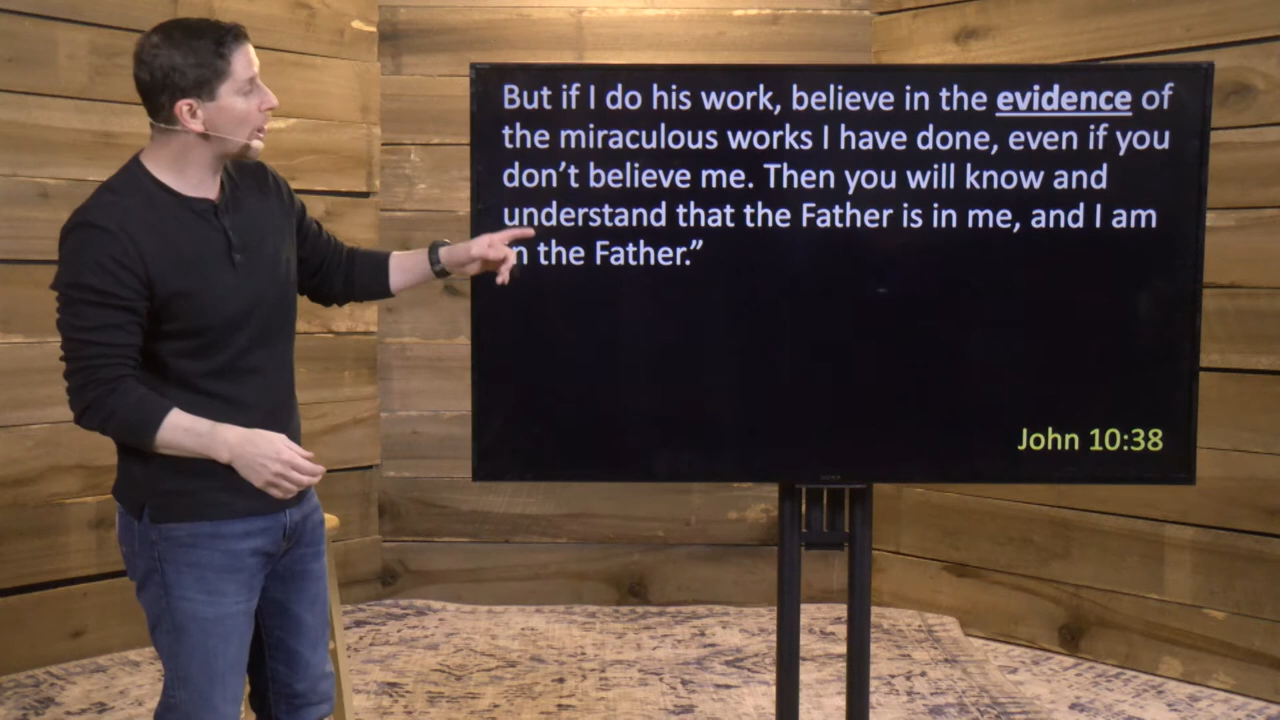 But if I do his work, believe in the evidence of
the miraculous works I have done, even if you
don’t believe me. Then you will know and
understand that the Father is in me, and I am
in the Father.”
John 10:38